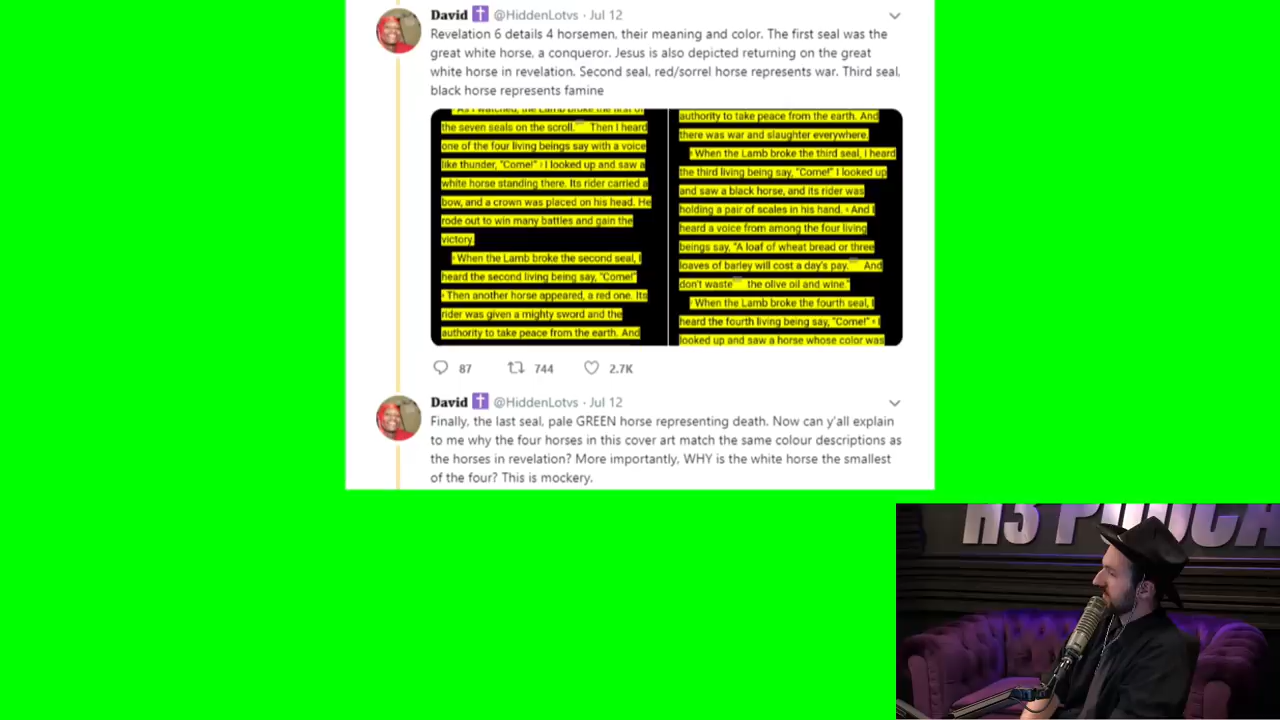 David ✝ @HiddenLotvs · Jul 12
Revelation 6 details 4 horsemen, their meaning and color. The first seal was the
great white horse, a conqueror. Jesus is also depicted returning on the great
white horse in revelation. Second seal, red/sorrel horse represents war. Third seal,
black horse represents famine
As I watched, the Lamb broke the first of
the seven seals on the scroll. Then I heard
one of the four living beings say with a voice
like thunder, "Come!" I looked up and saw a
white horse standing there. Its rider carried a
bow, and a crown was placed on his head. He
rode out to win many battles and gain the
victory.
When the Lamb broke the second seal, I
heard the second living being say, "Come!"
Then another horse appeared, a red one. Its
rider was given a mighty sword and the
authority to take peace from the earth. And
authority to take peace from the earth. And
there was war and slaughter everywhere.
When the Lamb broke the third seal, I heard
the third living being say, "Come!" I looked up
and saw a black horse, and its rider was
holding a pair of scales in his hand. And I
heard a voice from among the four living
beings say, "A loaf of wheat bread or three
loaves of barley will cost a day's pay. And
don't waste the olive oil and wine."
When the Lamb broke the fourth seal, I
heard the fourth living being say, "Come!" I
looked up and saw a horse whose color was
87 744 2.7K
David ✝ @HiddenLotvs · Jul 12
Finally, the last seal, pale GREEN horse representing death. Now can y'all explain
to me why the four horses in this cover art match the same colour descriptions as
the horses in revelation? More importantly, WHY is the white horse the smallest
of the four? This is mockery.
H3 PODCA